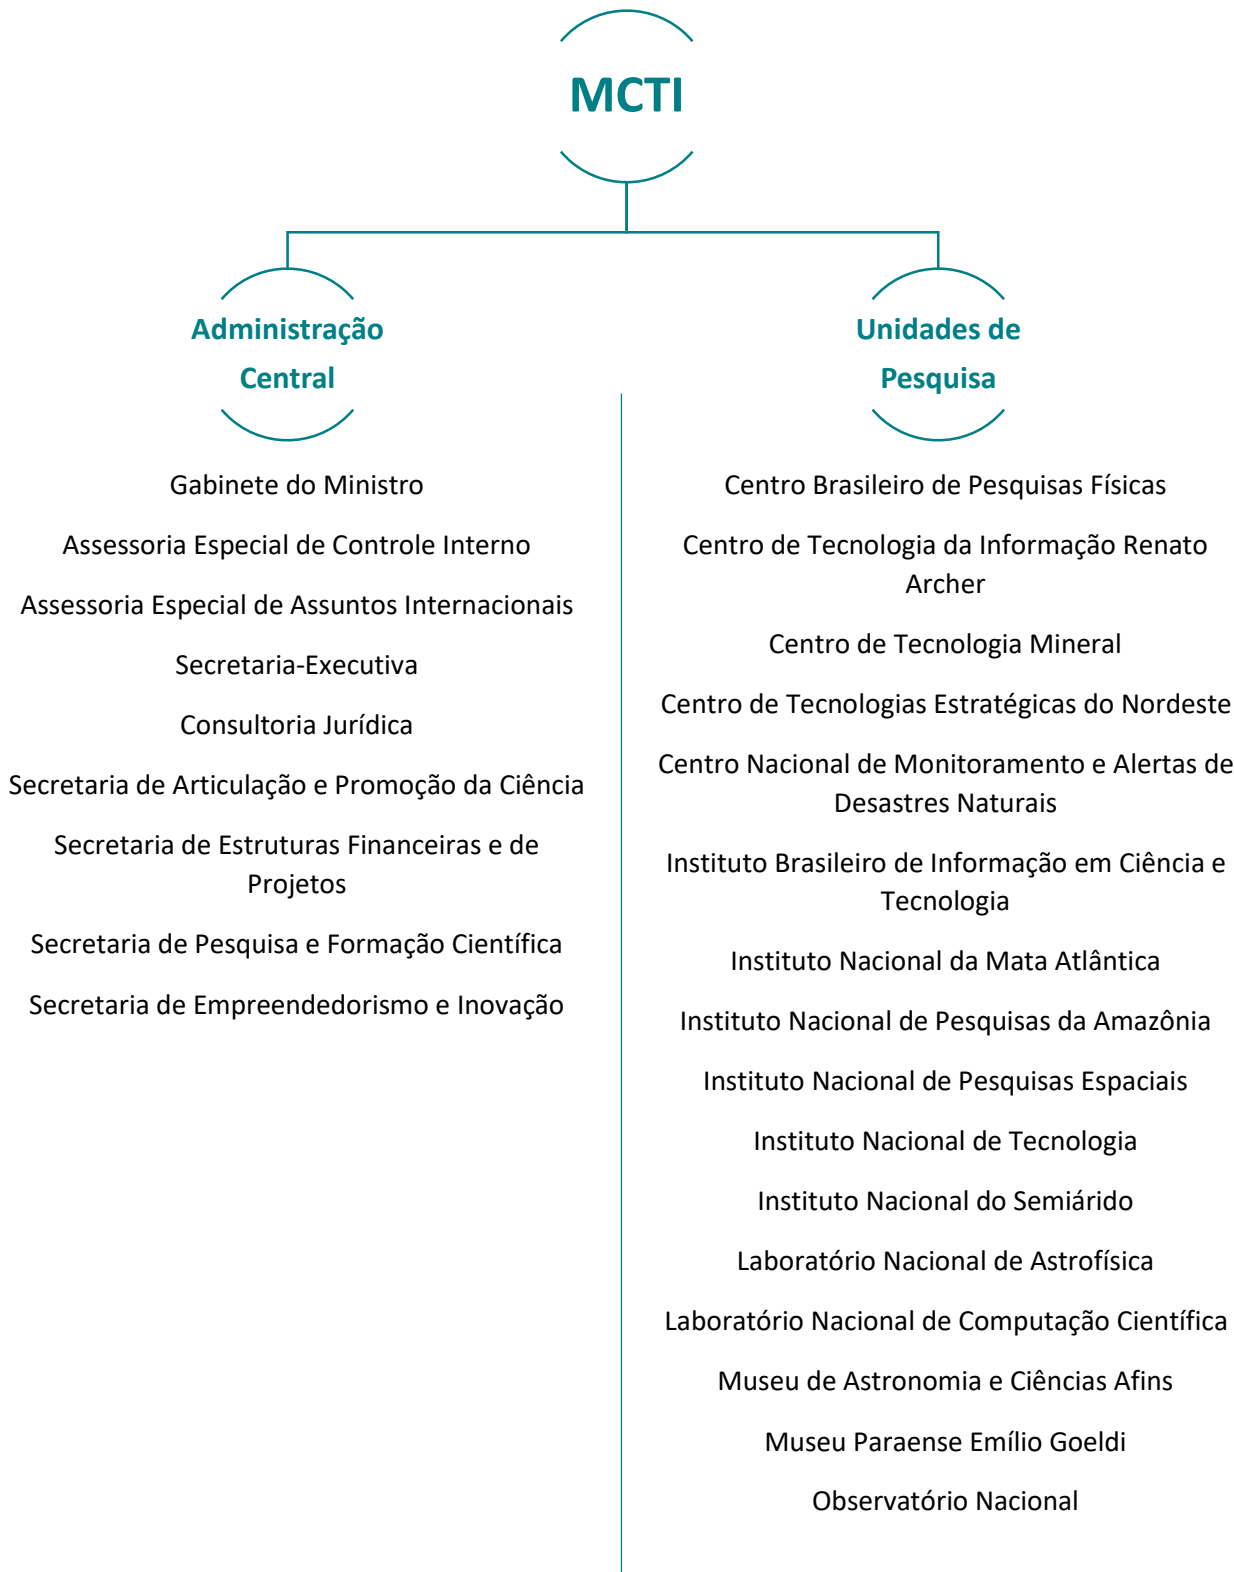 MCTI
Administração
Central
Gabinete do Ministro
Assessoria Especial de Controle Interno
Assessoria Especial de Assuntos Internacionais
Secretaria-Executiva
Consultoria Jurídica
Secretaria de Articulação e Promoção da Ciência
Secretaria de Estruturas Financeiras e de
Projetos
Secretaria de Pesquisa e Formação Científica
Secretaria de Empreendedorismo e Inovação
Unidades de
Pesquisa
Centro Brasileiro de Pesquisas Físicas
Centro de Tecnologia da Informação Renato
Archer
Centro de Tecnologia Mineral
Centro de Tecnologias Estratégicas do Nordeste
Centro Nacional de Monitoramento e Alertas de
Desastres Naturais
Instituto Brasileiro de Informação em Ciência e
Tecnologia
Instituto Nacional da Mata Atlântica
Instituto Nacional de Pesquisas da Amazônia
Instituto Nacional de Pesquisas Espaciais
Instituto Nacional de Tecnologia
Instituto Nacional do Semiárido
Laboratório Nacional de Astrofísica
Laboratório Nacional de Computação Científica
Museu de Astronomia e Ciências Afins
Museu Paraense Emílio Goeldi
Observatório Nacional